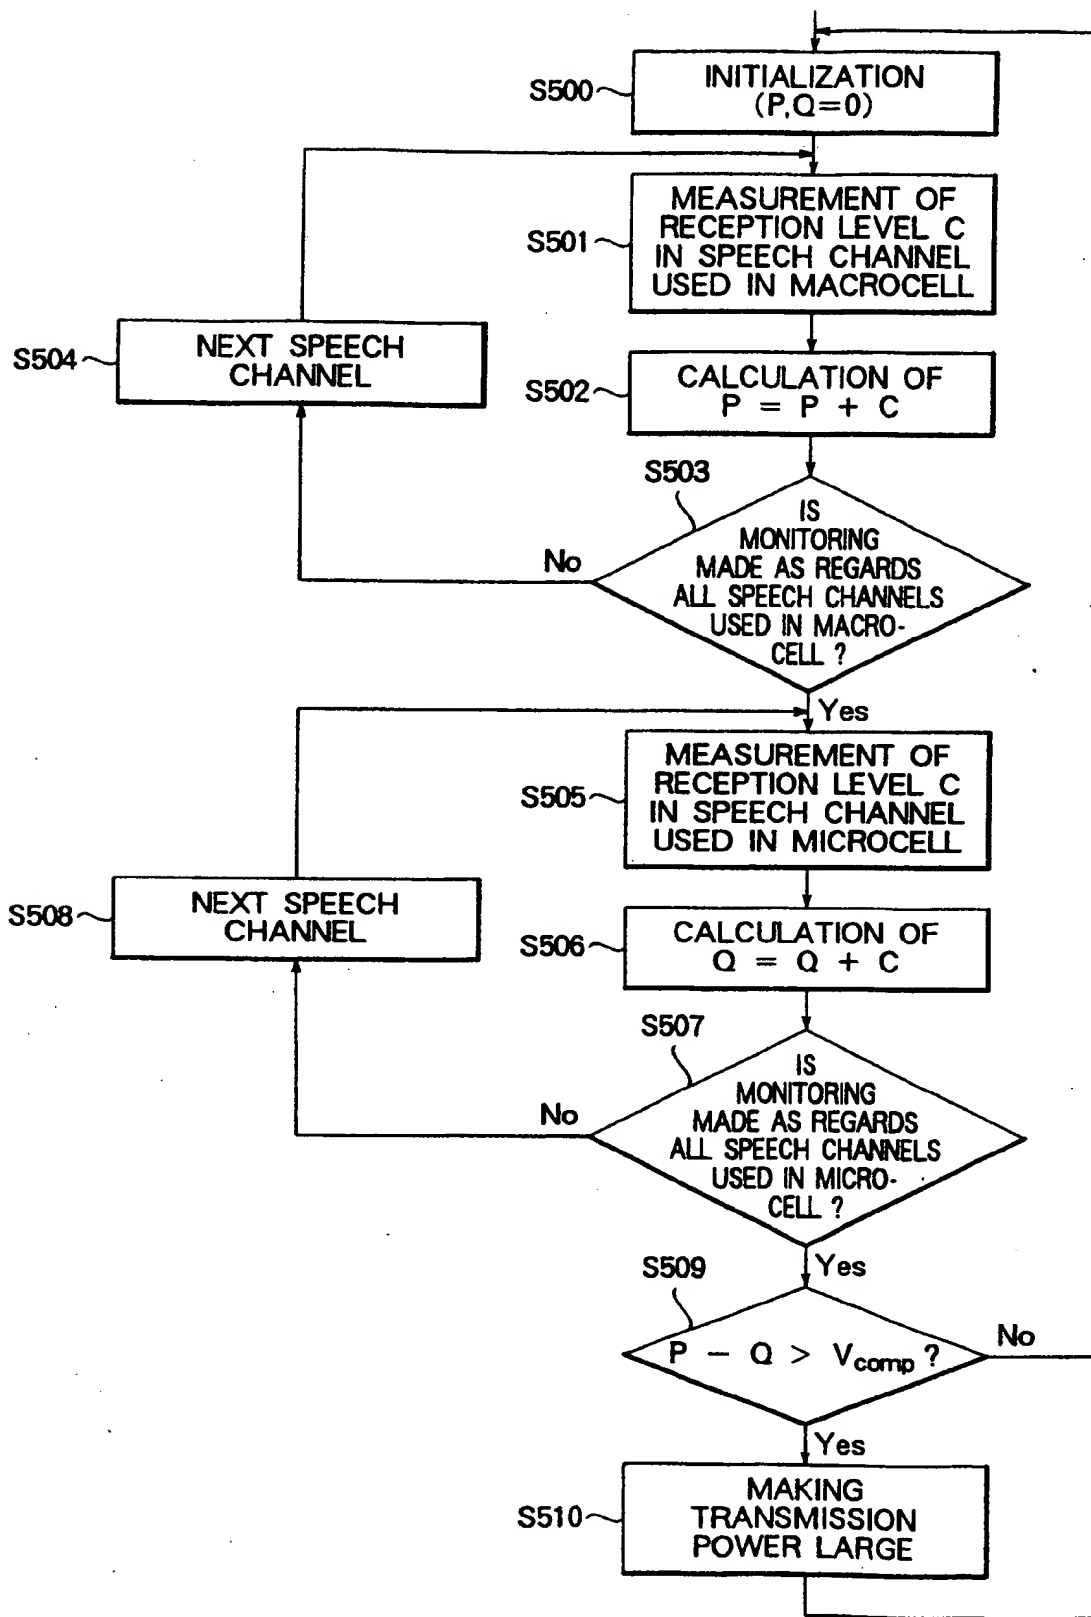 S500
INITIALIZATION
(P,Q=0)
S501
MEASUREMENT OF
RECEPTION LEVEL C
IN SPEECH CHANNEL
USED IN MACROCELL
S504
NEXT SPEECH
CHANNEL
S502
CALCULATION OF
P = P + C
S503
IS
MONITORING
MADE AS REGARDS
ALL SPEECH CHANNELS
USED IN MACRO-
CELL ?
No
Yes
S505
MEASUREMENT OF
RECEPTION LEVEL C
IN SPEECH CHANNEL
USED IN MICROCELL
S508
NEXT SPEECH
CHANNEL
S506
CALCULATION OF
Q = Q + C
S507
IS
MONITORING
MADE AS REGARDS
ALL SPEECH CHANNELS
USED IN MICRO-
CELL ?
No
Yes
S509
P - Q > Vcomp ?
No
Yes
S510
MAKING
TRANSMISSION
POWER LARGE